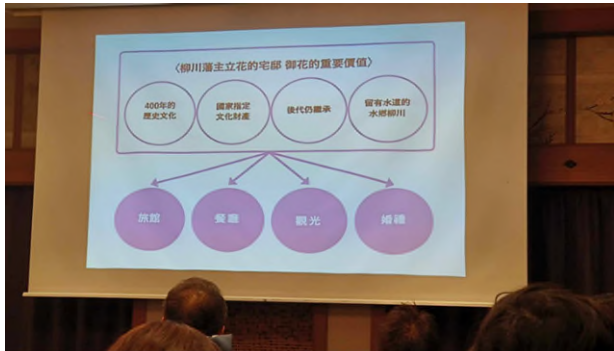 〈柳川藩主立花的宅邸 御花的重要價值〉
400年的
歷史文化
國家指定
文化財產
後代仍繼承
留有水道的
水鄉柳川
旅館
餐廳
觀光
婚禮